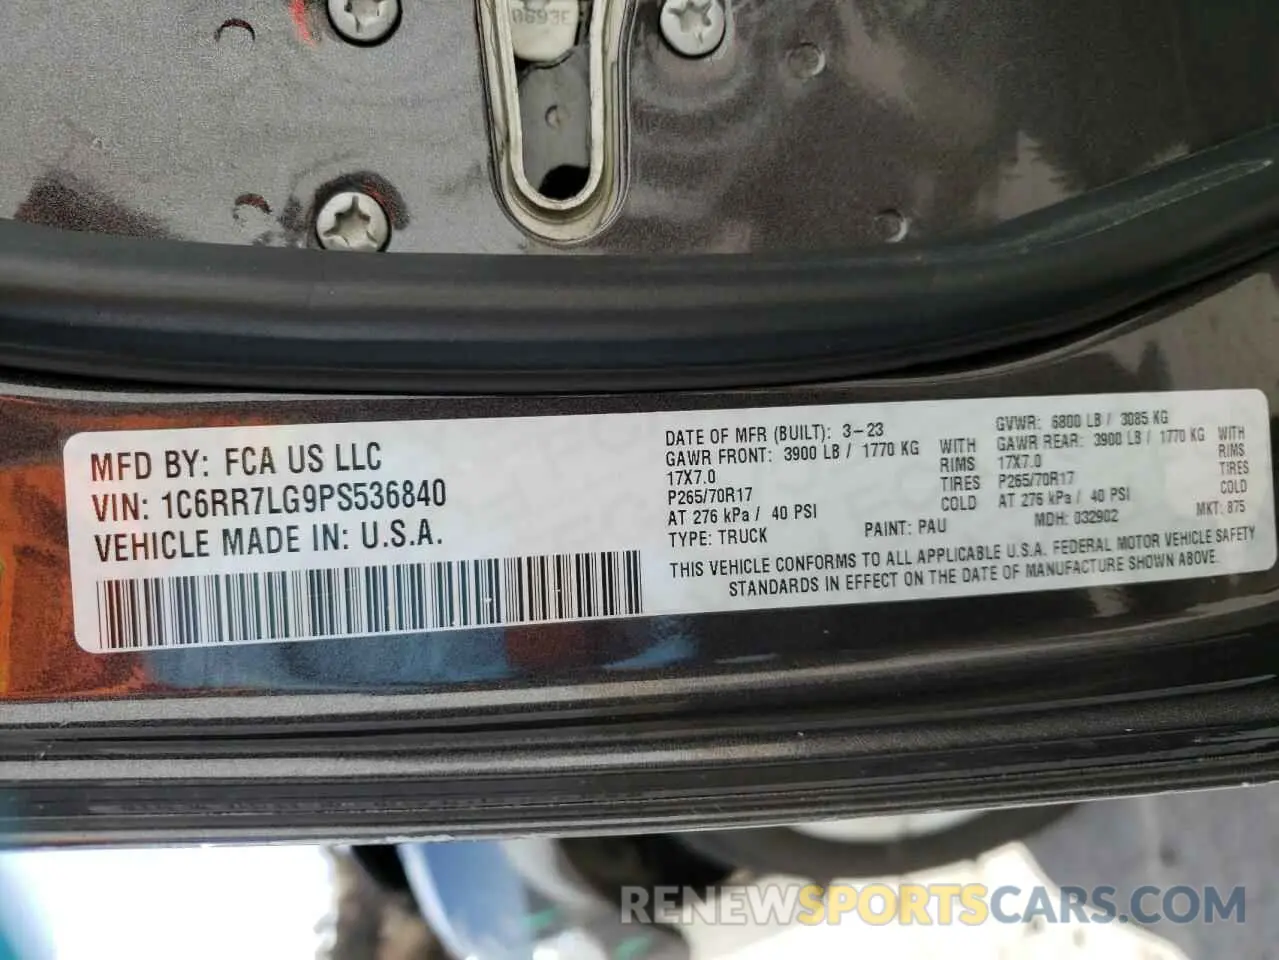 0693E
MFD BY: FCA US LLC
VIN: 1C6RR7LG9PS536840
VEHICLE MADE IN: U.S.A.
DATE OF MFR (BUILT): 3-23
GAWR FRONT: 3900 LB / 1770 KG WITH
17X7.0 RIMS
P265/70R17 TIRES
AT 276 kPa / 40 PSI COLD
TYPE: TRUCK PAINT: PAU
GVWR: 6800 LB / 3085 KG
GAWR REAR: 3900 LB / 1770 KG WITH
17X7.0 RIMS
P265/70R17 TIRES
AT 276 kPa / 40 PSI COLD
MDH: 032902 MKT: 875
THIS VEHICLE CONFORMS TO ALL APPLICABLE U.S.A. FEDERAL MOTOR VEHICLE SAFETY
STANDARDS IN EFFECT ON THE DATE OF MANUFACTURE SHOWN ABOVE.
RENEWSPORTSCARS.COM